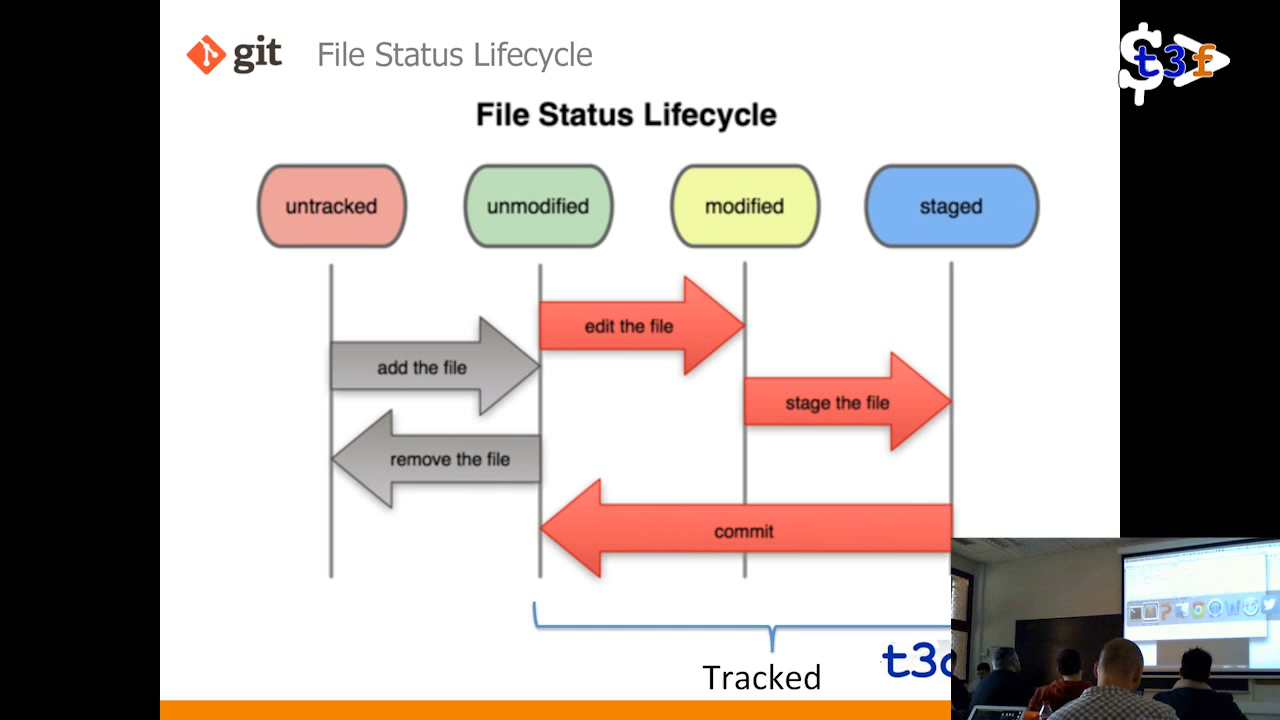 git File Status Lifecycle
t3f
File Status Lifecycle
untracked
unmodified
modified
staged
edit the file
add the file
stage the file
remove the file
commit
Tracked